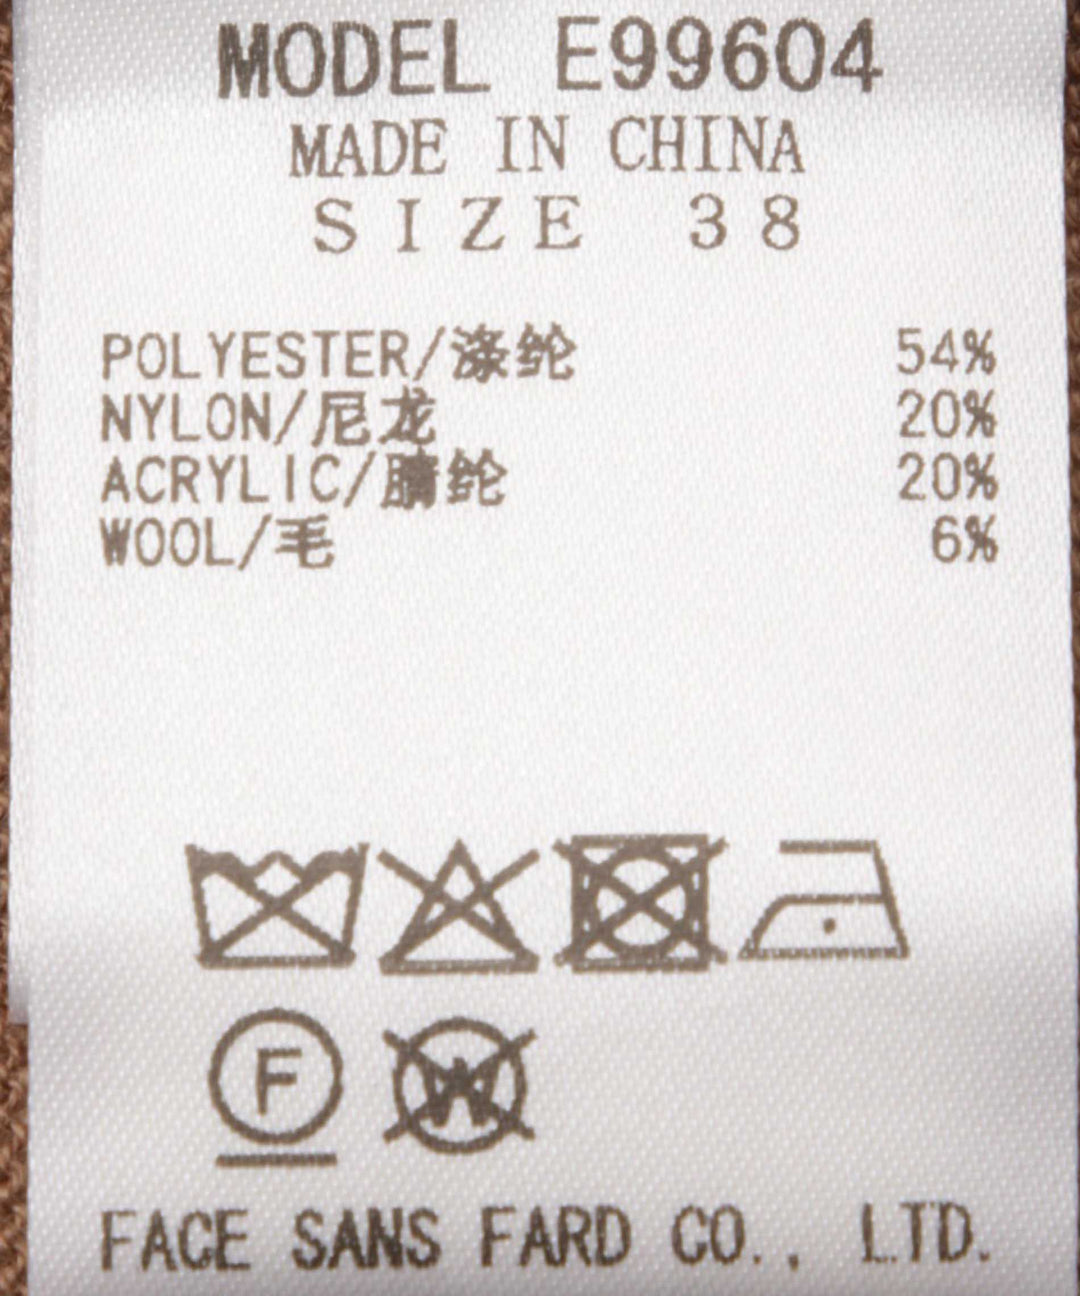 MODEL E99604
MADE IN CHINA
SIZE 38
POLYESTER/涤纶 54%
NYLON/尼龙 20%
ACRYLIC/腈纶 20%
WOOL/毛 6%
F W
FACE SANS FARD CO., LTD.